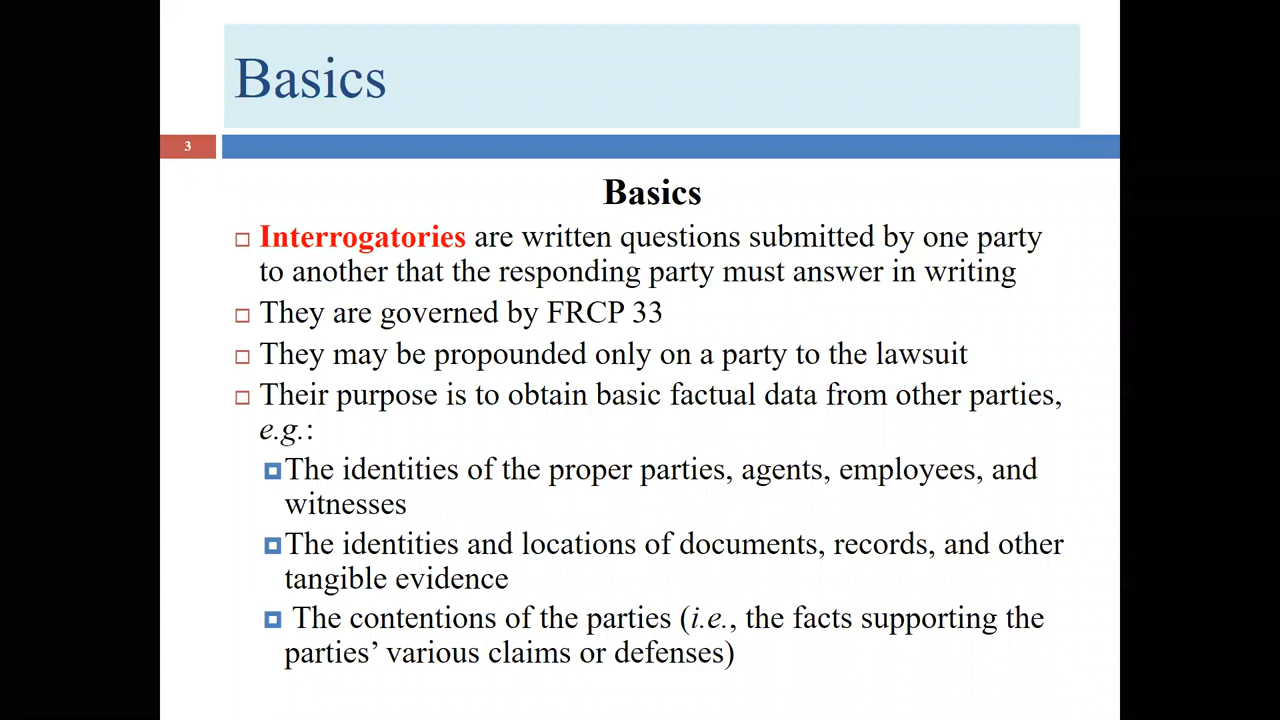 Basics
3
Basics
Interrogatories are written questions submitted by one party
to another that the responding party must answer in writing
They are governed by FRCP 33
They may be propounded only on a party to the lawsuit
Their purpose is to obtain basic factual data from other parties,
e.g.:
The identities of the proper parties, agents, employees, and
witnesses
The identities and locations of documents, records, and other
tangible evidence
The contentions of the parties (i.e., the facts supporting the
parties’ various claims or defenses)